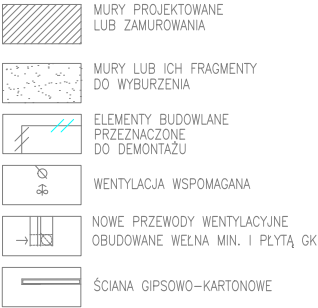 MURY PROJEKTOWANE
LUB ZAMUROWANIA
MURY LUB ICH FRAGMENTY
DO WYBURZENIA
ELEMENTY BUDOWLANE
PRZEZNACZONE
DO DEMONTAŻU
WENTYLACJA WSPOMAGANA
NOWE PRZEWODY WENTYLACYJNE
OBUDOWANE WEŁNA MIN. I PŁYTĄ GK
ŚCIANA GIPSOWO-KARTONOWE